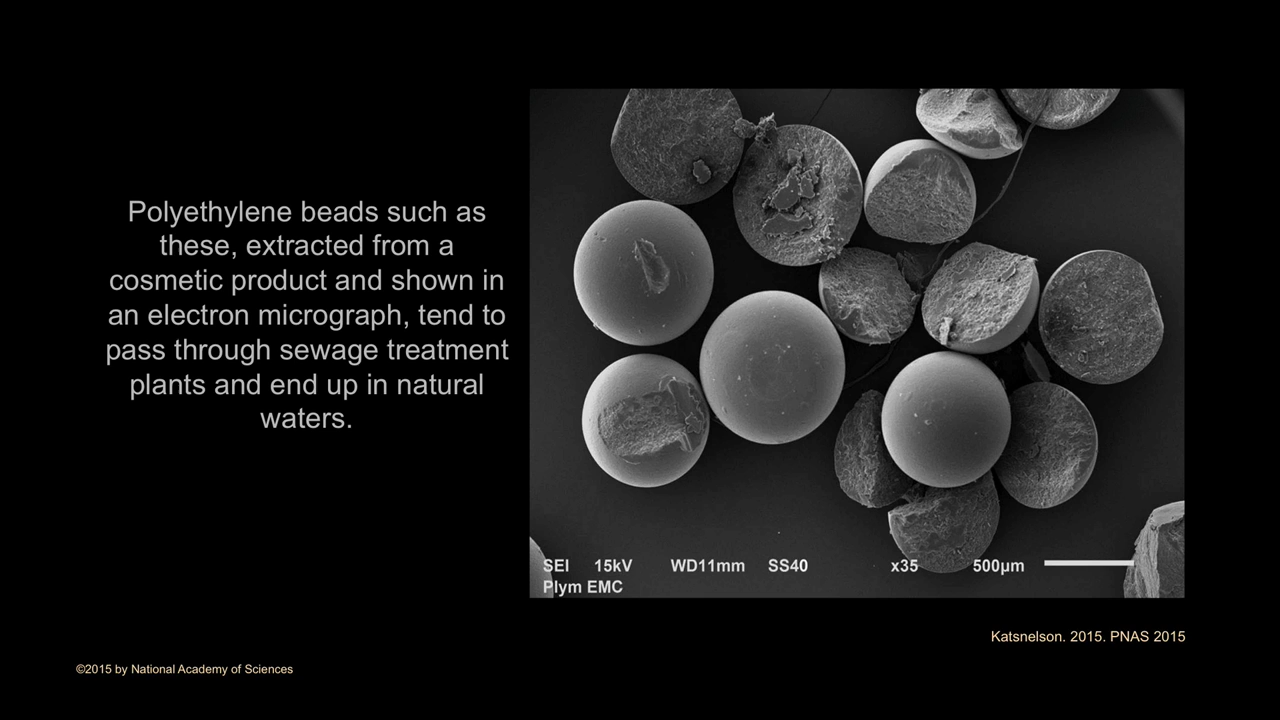 Polyethylene beads such as
these, extracted from a
cosmetic product and shown in
an electron micrograph, tend to
pass through sewage treatment
plants and end up in natural
waters.
SEI 15kV WD11mm SS40 x35 500µm
Plym EMC
Katsnelson. 2015. PNAS 2015
©2015 by National Academy of Sciences